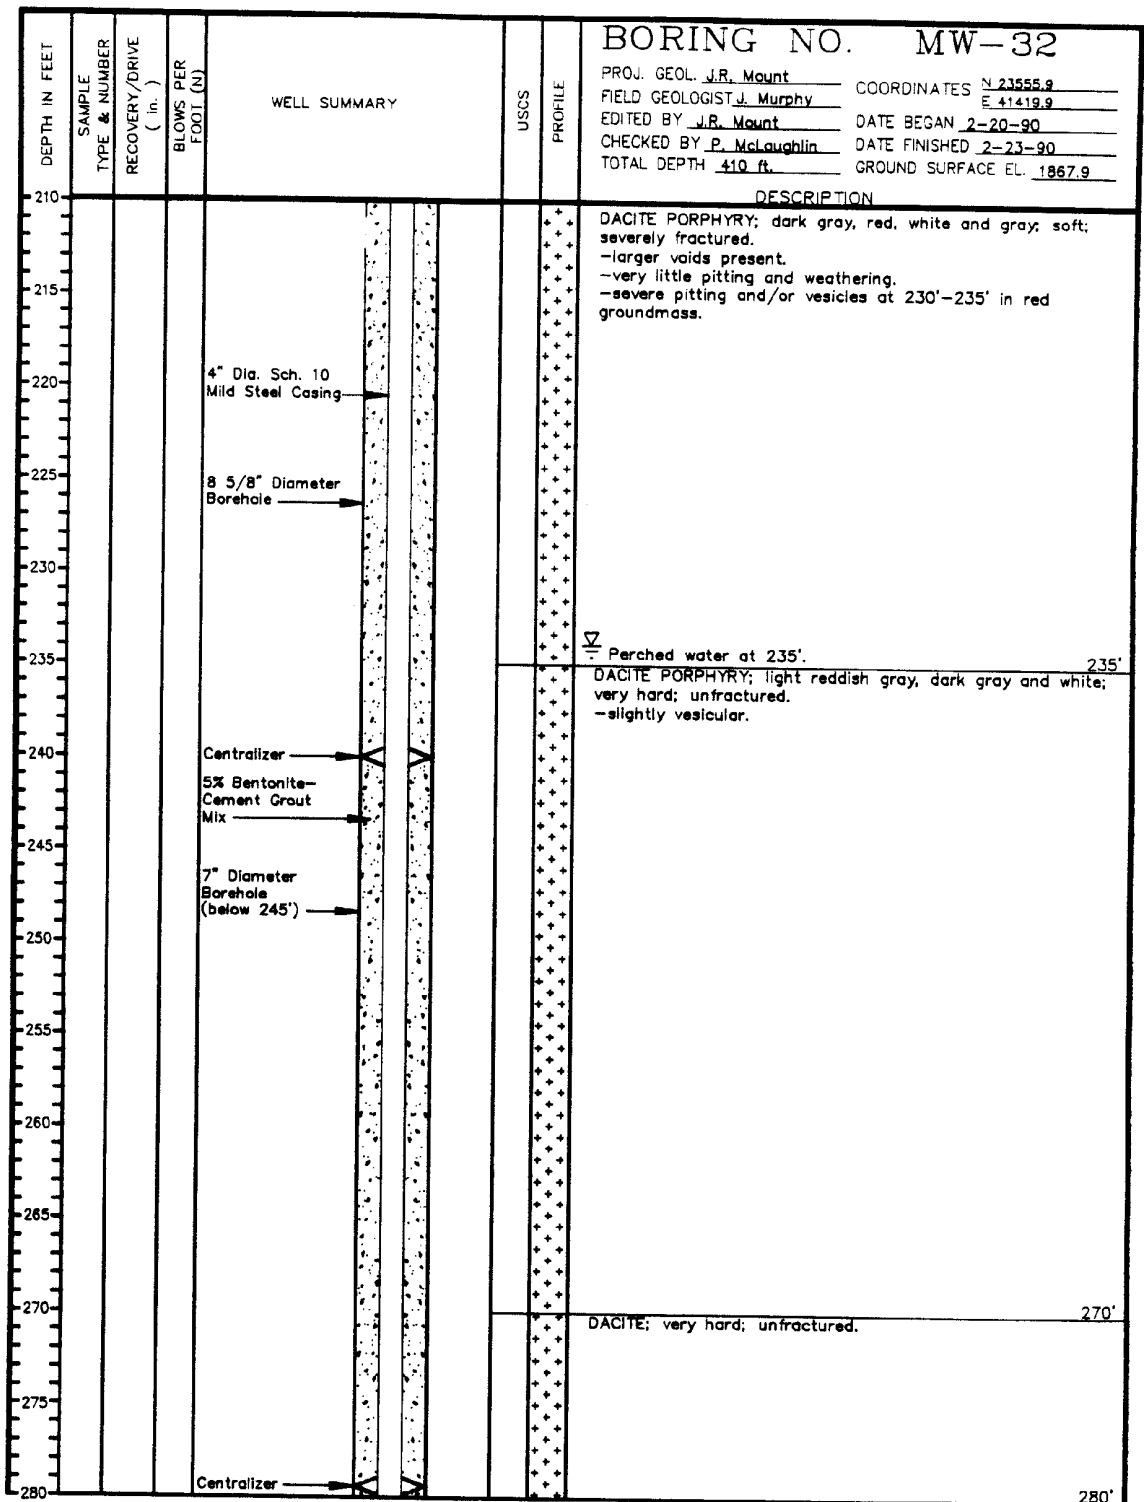 DEPTH IN FEET
SAMPLE
TYPE & NUMBER
RECOVERY/DRIVE
( in. )
BLOWS PER
FOOT (N)
WELL SUMMARY
USCS
PROFILE
BORING NO. MW-32
PROJ. GEOL. J.R. Mount
FIELD GEOLOGIST J. Murphy
EDITED BY J.R. Mount
CHECKED BY P. McLaughlin
TOTAL DEPTH 410 ft.
COORDINATES N 23555.9
E 41419.9
DATE BEGAN 2-20-90
DATE FINISHED 2-23-90
GROUND SURFACE EL. 1867.9
DESCRIPTION
210
DACITE PORPHYRY; dark gray, red, white and gray; soft;
severely fractured.
-larger voids present.
-very little pitting and weathering.
-severe pitting and/or vesicles at 230'-235' in red
groundmass.
215
220
4" Dia. Sch. 10
Mild Steel Casing
225
8 5/8" Diameter
Borehole
230
Perched water at 235'.
235
235'
DACITE PORPHYRY; light reddish gray, dark gray and white;
very hard; unfractured.
-slightly vesicular.
240
Centralizer
5% Bentonite-
Cement Grout
Mix
245
7" Diameter
Borehole
(below 245')
250
255
260
265
270
270'
DACITE; very hard; unfractured.
275
Centralizer
280
280'